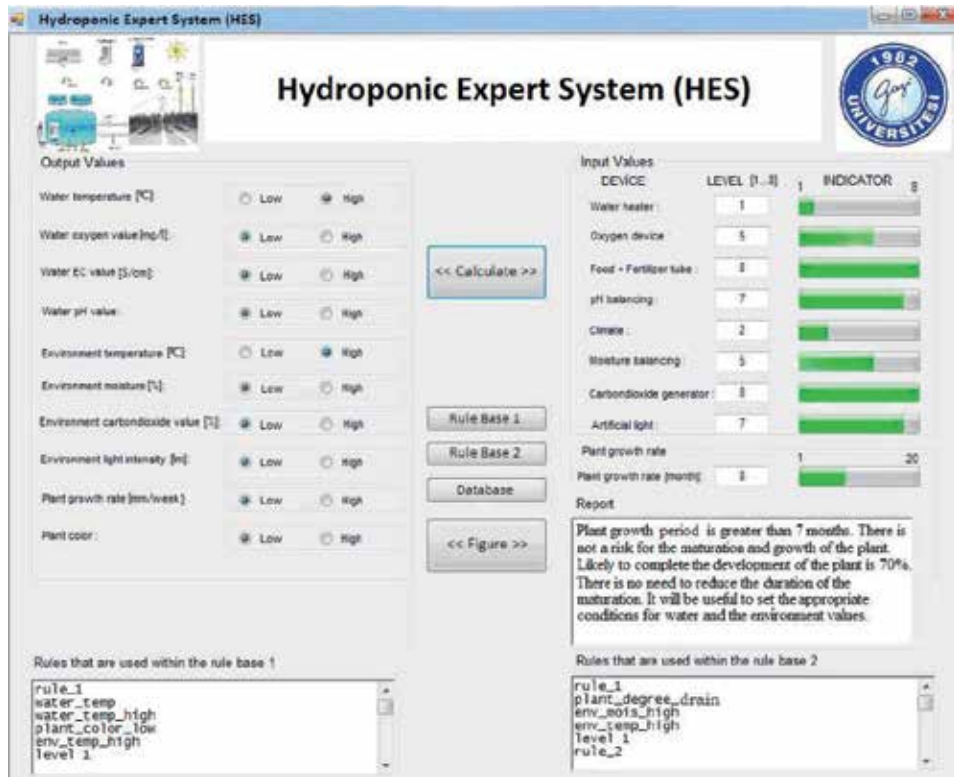 Hydroponic Expert System (HES)
Hydroponic Expert System (HES)
1982
Gazi
ÜNIVERSITESI
Output Values
Water temperature [ºC]: Low High
Water oxygen value [mg/l]: Low High
Water EC value [S/cm]: Low High
Water pH value: Low High
Environment temperature [ºC]: Low High
Environment moisture [%]: Low High
Environment carbondioxide value [%]: Low High
Environment light intensity [lm]: Low High
Plant growth rate [mm/week]: Low High
Plant color: Low High
<< Calculate >>
Rule Base 1
Rule Base 2
Database
<< Figure >>
Input Values
DEVİCE LEVEL [1..8] 1 INDICATOR 8
Water heater : 1
Oxygen device 5
Food + Fertilizer tube : 8
pH balancing : 7
Climate : 2
Moisture balancing 5
Carbondioxide generator : 8
Artificial light : 7
Plant growth rate 1 20
Plant growth rate [month]: 8
Report
Plant growth period is greater than 7 months. There is
not a risk for the maturation and growth of the plant.
Likely to complete the development of the plant is 70%.
There is no need to reduce the duration of the
maturation. It will be useful to set the appropriate
conditions for water and the environment values.
Rules that are used within the rule base 1
rule_1
water_temp
water_temp_high
plant_color_low
env_temp_high
level 1
Rules that are used within the rule base 2
rule_1
plant_degree_drain
env_mois_high
env_temp_high
level 1
rule_2